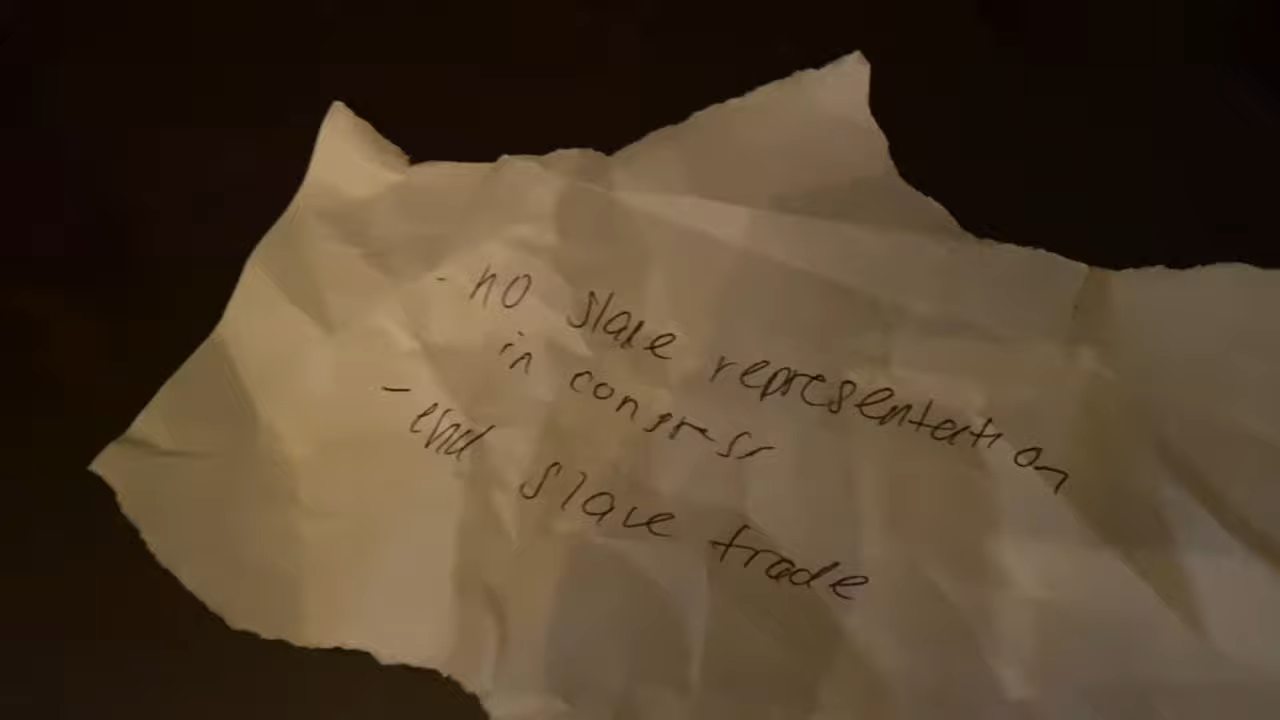 - no slave representation
in congress
- end slave trade